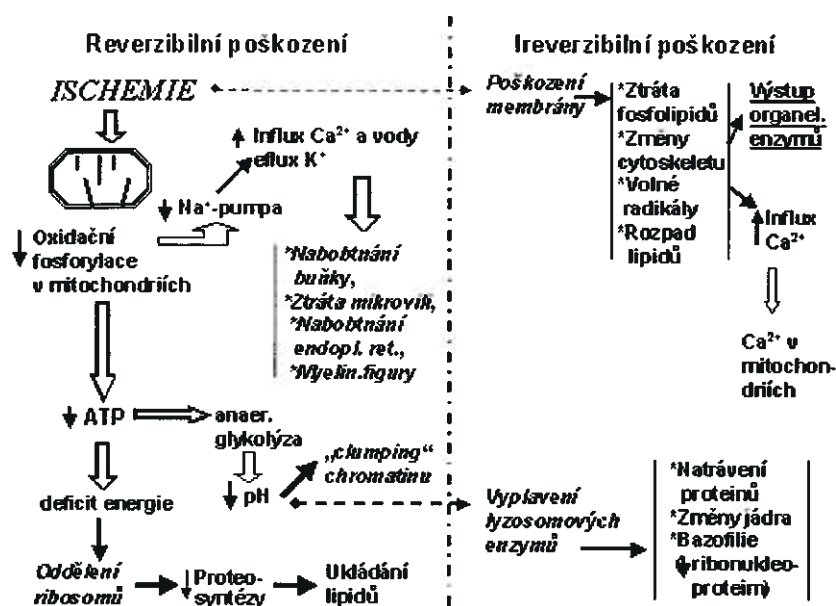 Reverzibilní poškození
ISCHEMIE
↑ Influx Ca²⁺ a vody
eflux K⁺
↓ Na⁺-pumpa
↓ Oxidační
fosforylace
v mitochondriích
*Nabobtnání
buňky,
*Ztráta mikrovik,
*Nabobtnání
endopl. ret.,
*Myelin.figury
↓ ATP
anaer.
glykolýza
deficit energie
↓ pH
„clumping“
chromatinu
Oddělení
ribosomů
↓ Proteo-
syntézy
Ukládání
lipidů
Ireverzibilní poškození
Poškození
membrány
*Ztráta
fosfolipidů
*Změny
cytoskeletu
*Volné
radikály
*Rozpad
lipidů
Výstup
organel.
enzymů
↑ Influx
Ca²⁺
Ca²⁺ v
mitochon-
driích
Vyplavení
lyzosomových
enzymů
*Natrávení
proteinů
*Změny jádra
*Bazofilie
(↓ribonukleo-
proteim)